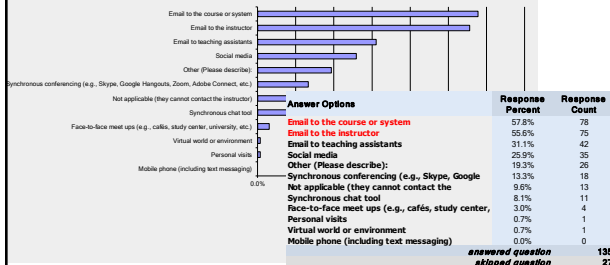 Email to the course or system
Email to the instructor
Email to teaching assistants
Social media
Other (Please describe):
Synchronous conferencing (e.g., Skype, Google Hangouts, Zoom, Adobe Connect, etc.)
Not applicable (they cannot contact the instructor)
Synchronous chat tool
Face-to-face meet ups (e.g., cafés, study center, university, etc.)
Virtual world or environment
Personal visits
Mobile phone (including text messaging)
0.0%
Answer Options Response Percent Response Count
Email to the course or system 57.8% 78
Email to the instructor 55.6% 75
Email to teaching assistants 31.1% 42
Social media 25.9% 35
Other (Please describe): 19.3% 26
Synchronous conferencing (e.g., Skype, Google 13.3% 18
Not applicable (they cannot contact the 9.6% 13
Synchronous chat tool 8.1% 11
Face-to-face meet ups (e.g., cafés, study center, 3.0% 4
Personal visits 0.7% 1
Virtual world or environment 0.7% 1
Mobile phone (including text messaging) 0.0% 0
answered question 135
skipped question 27